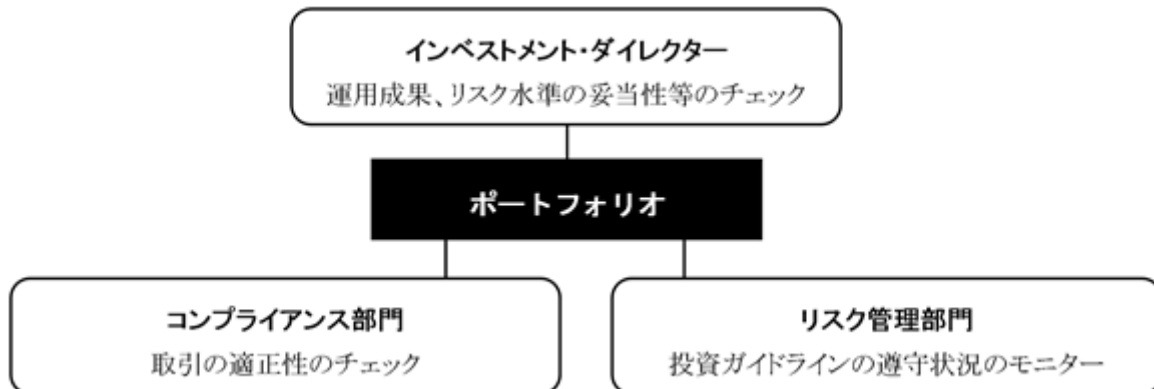 インベストメント・ダイレクター
運用成果、リスク水準の妥当性等のチェック
ポートフォリオ
コンプライアンス部門
取引の適正性のチェック
リスク管理部門
投資ガイドラインの遵守状況のモニター